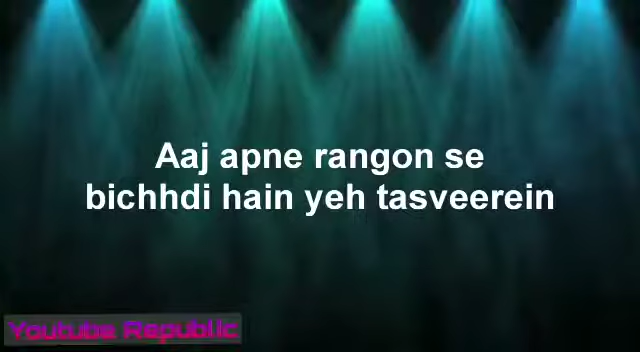 Aaj apne rangon se
bichhdi hain yeh tasveerein
Youtube Republic